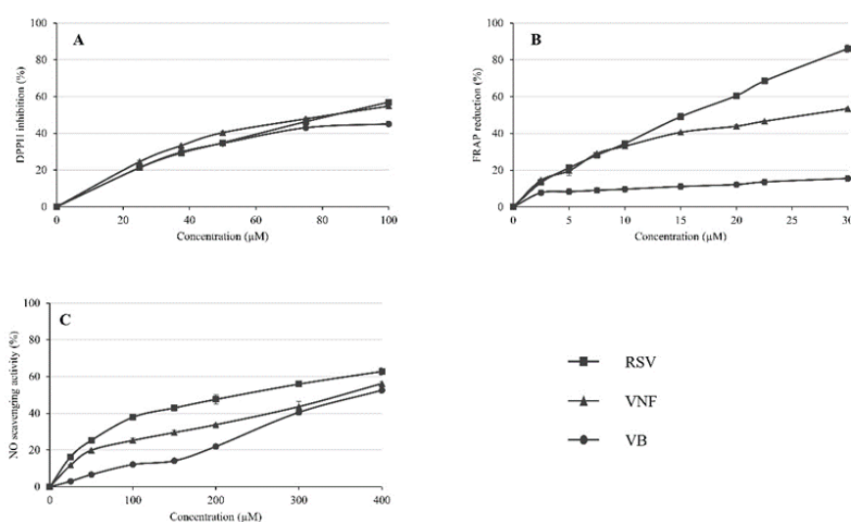 A
DPPH inhibition (%)
100
80
60
40
20
0
0 20 40 60 80 100
Concentration (µM)
B
FRAP reduction (%)
100
80
60
40
20
0
0 5 10 15 20 25 30
Concentration (µM)
C
NO scavenging activity (%)
100
80
60
40
20
0
0 100 200 300 400
Concentration (µM)
RSV
VNF
VB